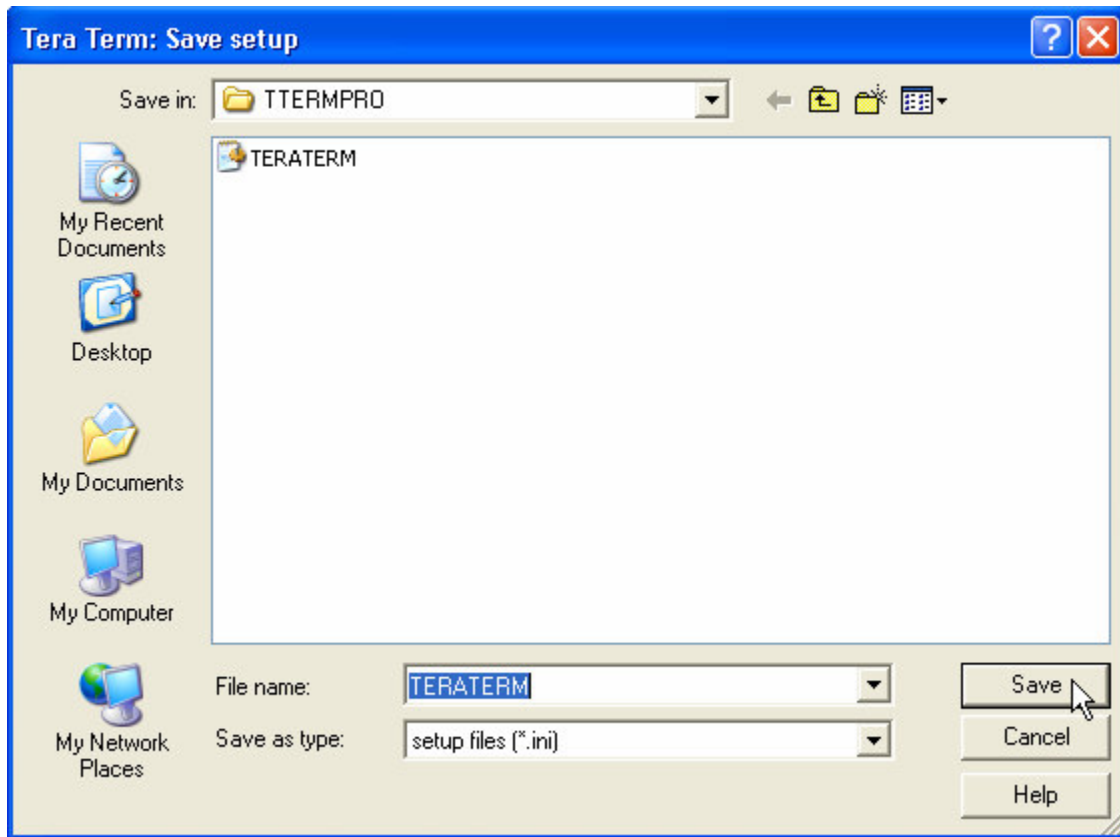 Tera Term: Save setup
Save in: TTERMPRO
TERATERM
My Recent
Documents
Desktop
My Documents
My Computer
My Network
Places
File name: TERATERM
Save
Save as type: setup files (*.ini)
Cancel
Help